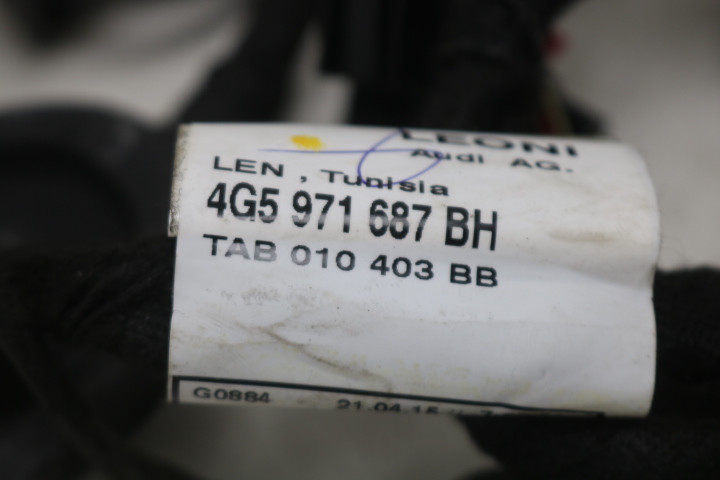 LEONI
Audi AG.
LEN , Tunisia
4G5 971 687 BH
TAB 010 403 BB
G0884 21.04.15